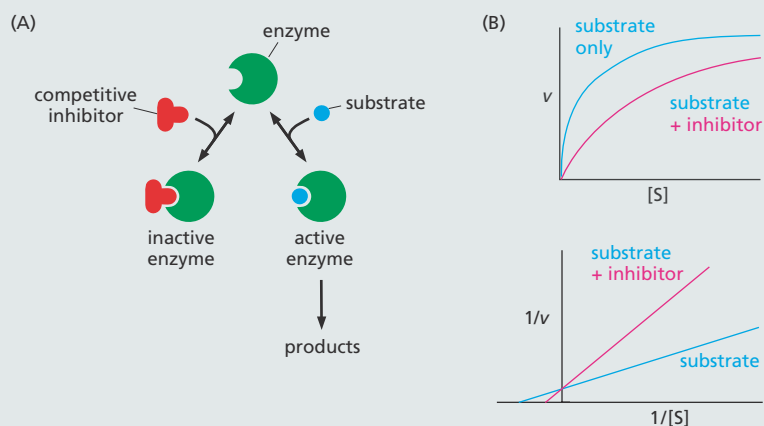 (A)
enzyme
competitive
inhibitor
substrate
inactive
enzyme
active
enzyme
products
(B)
substrate
only
v
substrate
+ inhibitor
[S]
substrate
+ inhibitor
1/v
substrate
1/[S]